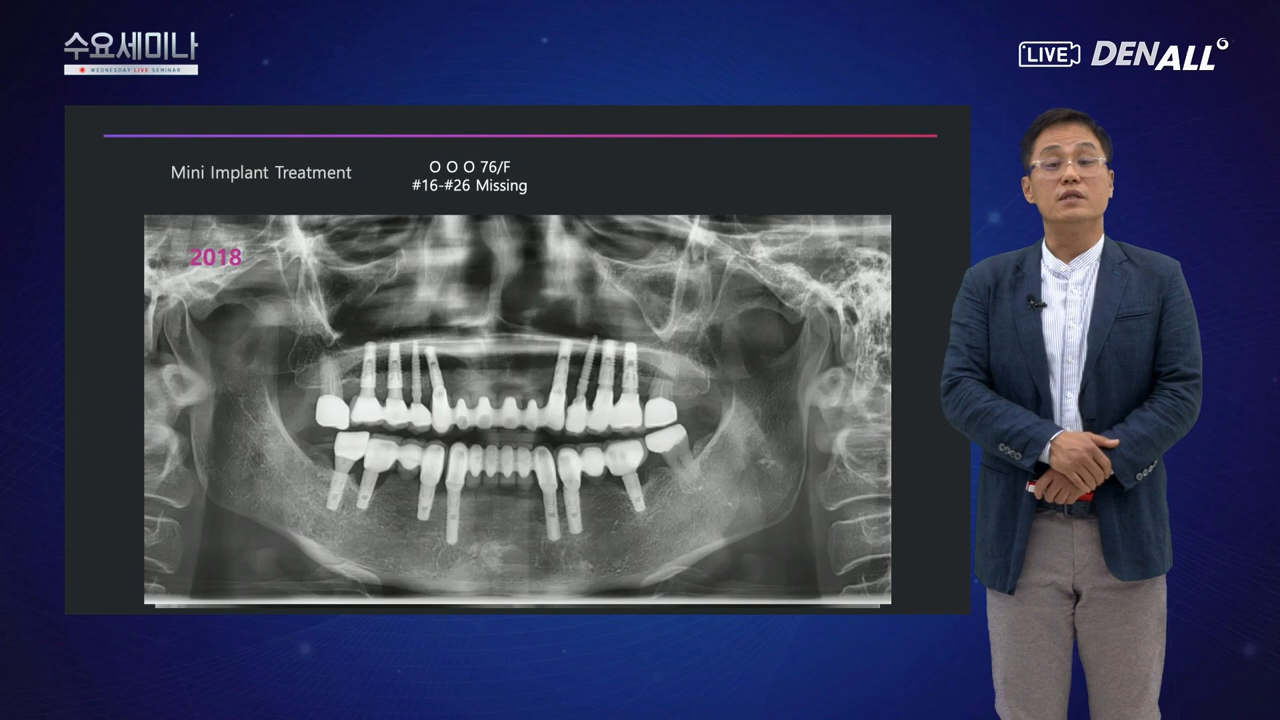 수요세미나
WEDNESDAY LIVE SEMINAR
LIVE DENALL
Mini Implant Treatment
O O O 76/F
#16-#26 Missing
2018